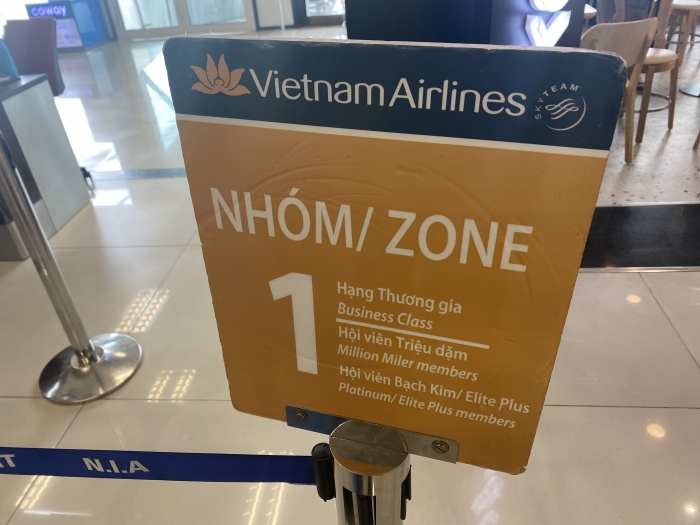 COWAY
Vietnam Airlines
SKYTEAM
NHÓM/ ZONE
1
Hạng Thương gia
Business Class
Hội viên Triệu dặm
Million Miler members
Hội viên Bạch Kim/ Elite Plus
Platinum/ Elite Plus members
N.I.A